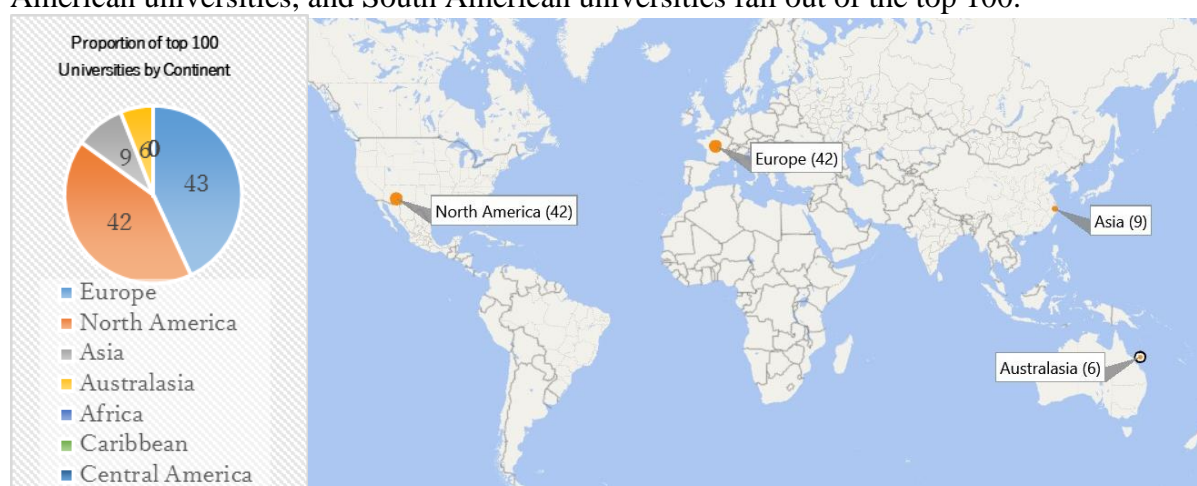 American universities, and South American universities fall out of the top 100.
Proportion of top 100
Universities by Continent
43
42
9
6
0
Europe
North America
Asia
Australasia
Africa
Caribbean
Central America
North America (42)
Europe (42)
Asia (9)
Australasia (6)